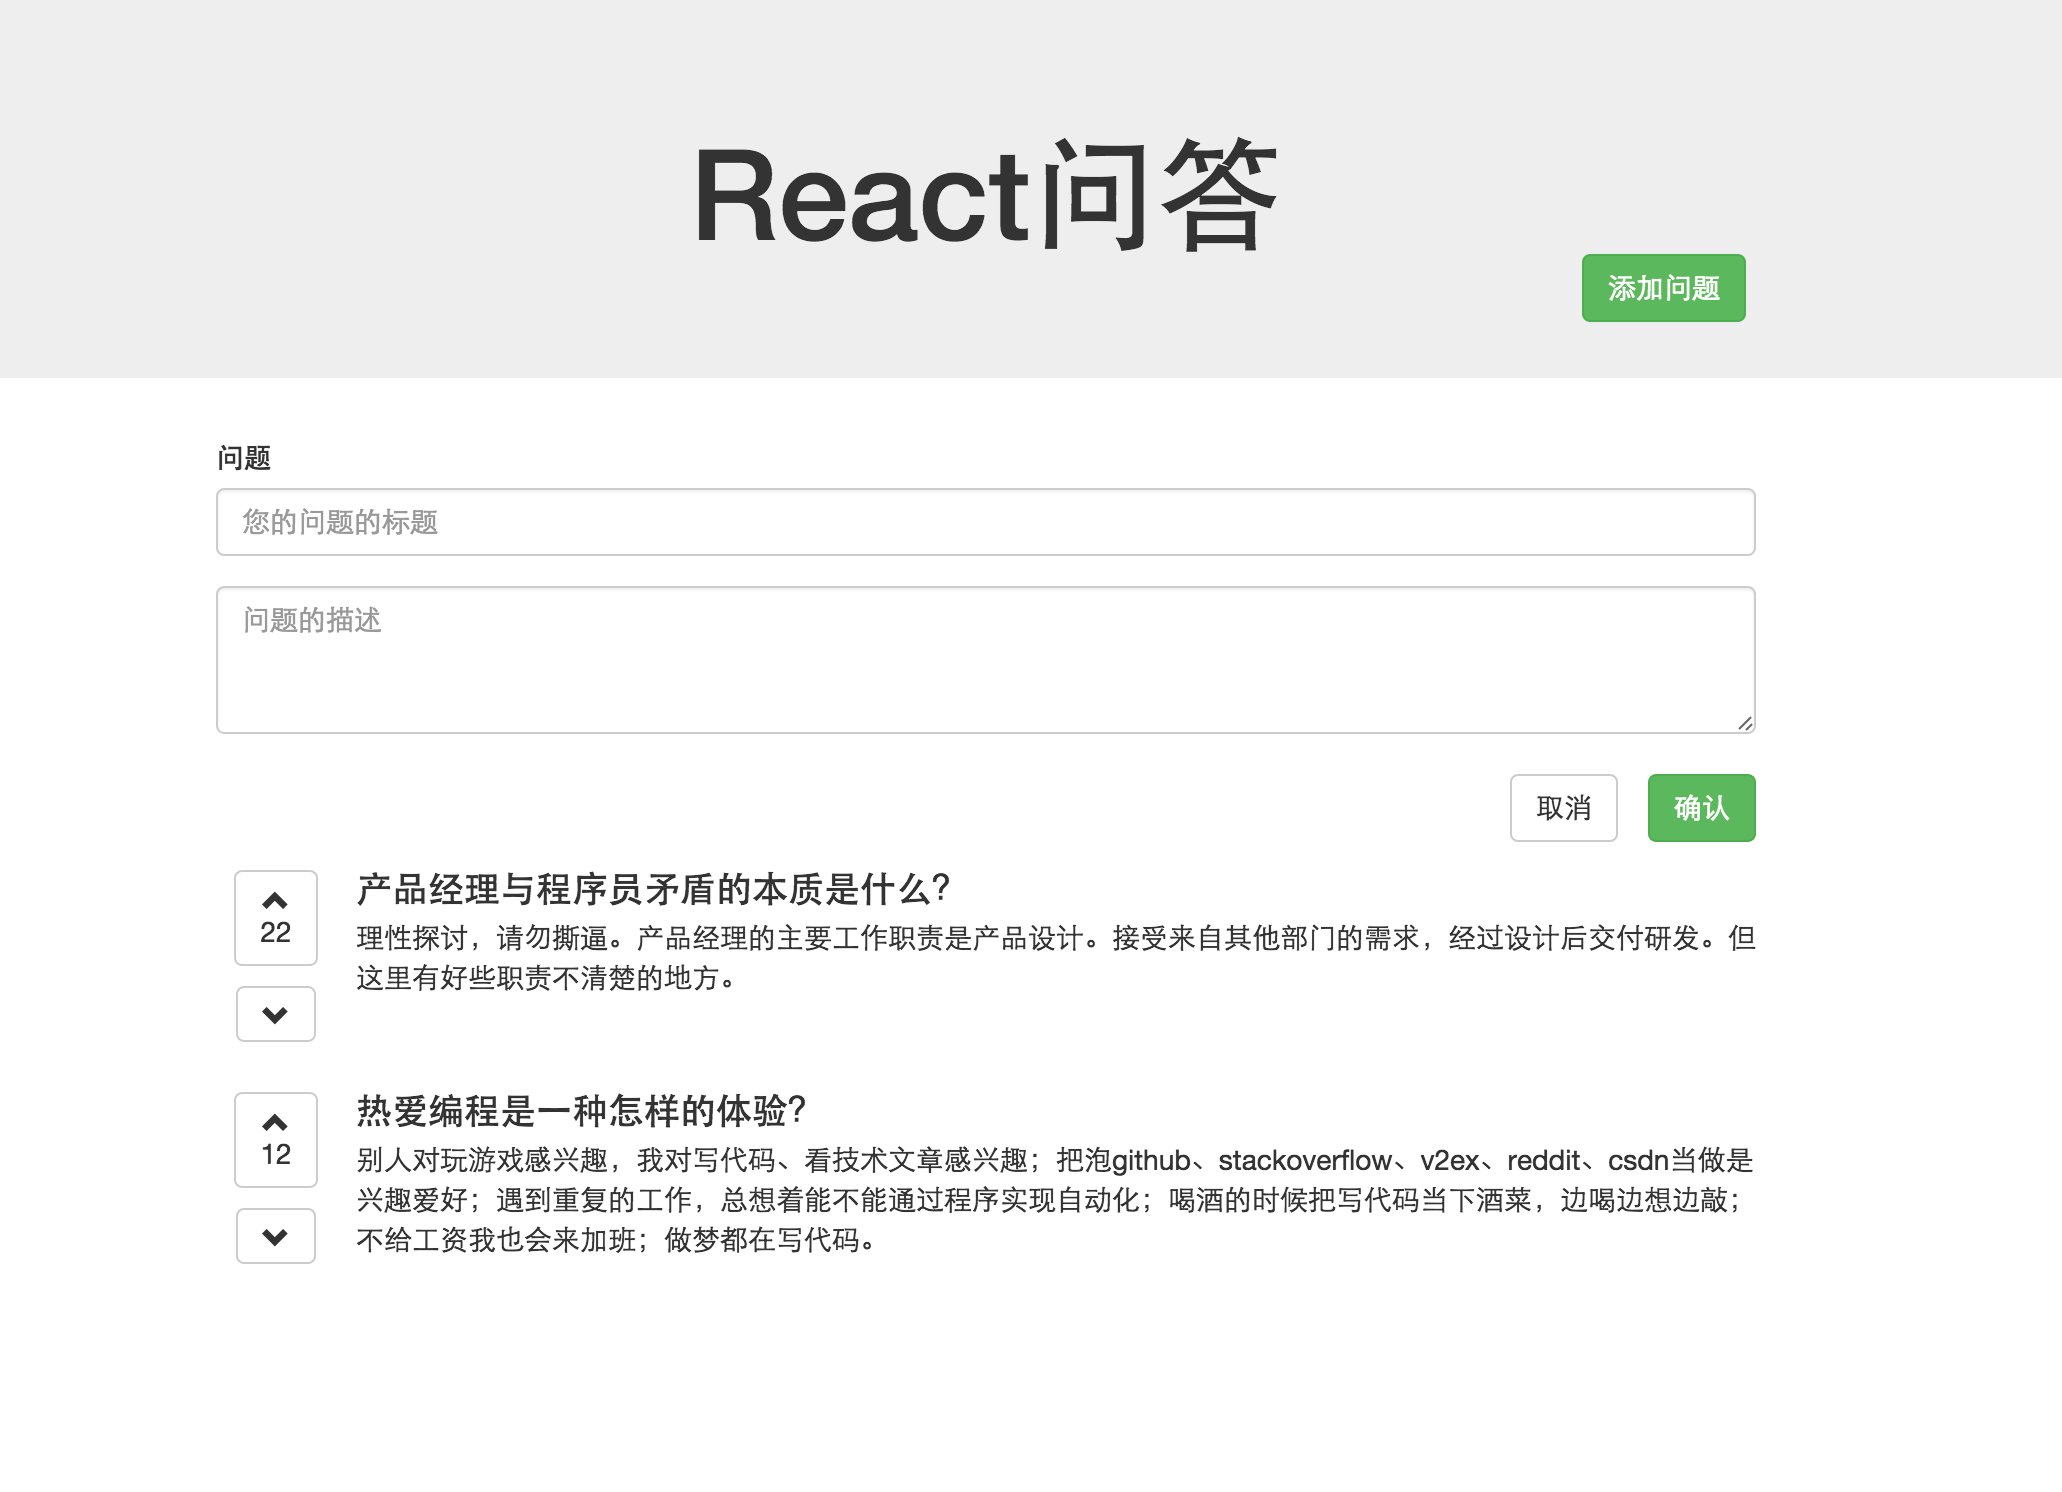 React问答
添加问题
问题
您的问题的标题
问题的描述
取消
确认
22
产品经理与程序员矛盾的本质是什么?
理性探讨，请勿撕逼。产品经理的主要工作职责是产品设计。接受来自其他部门的需求，经过设计后交付研发。但
这里有好些职责不清楚的地方。
12
热爱编程是一种怎样的体验?
别人对玩游戏感兴趣，我对写代码、看技术文章感兴趣；把泡github、stackoverflow、v2ex、reddit、csdn当做是
兴趣爱好；遇到重复的工作，总想着能不能通过程序实现自动化；喝酒的时候把写代码当下酒菜，边喝边想边敲；
不给工资我也会来加班；做梦都在写代码。